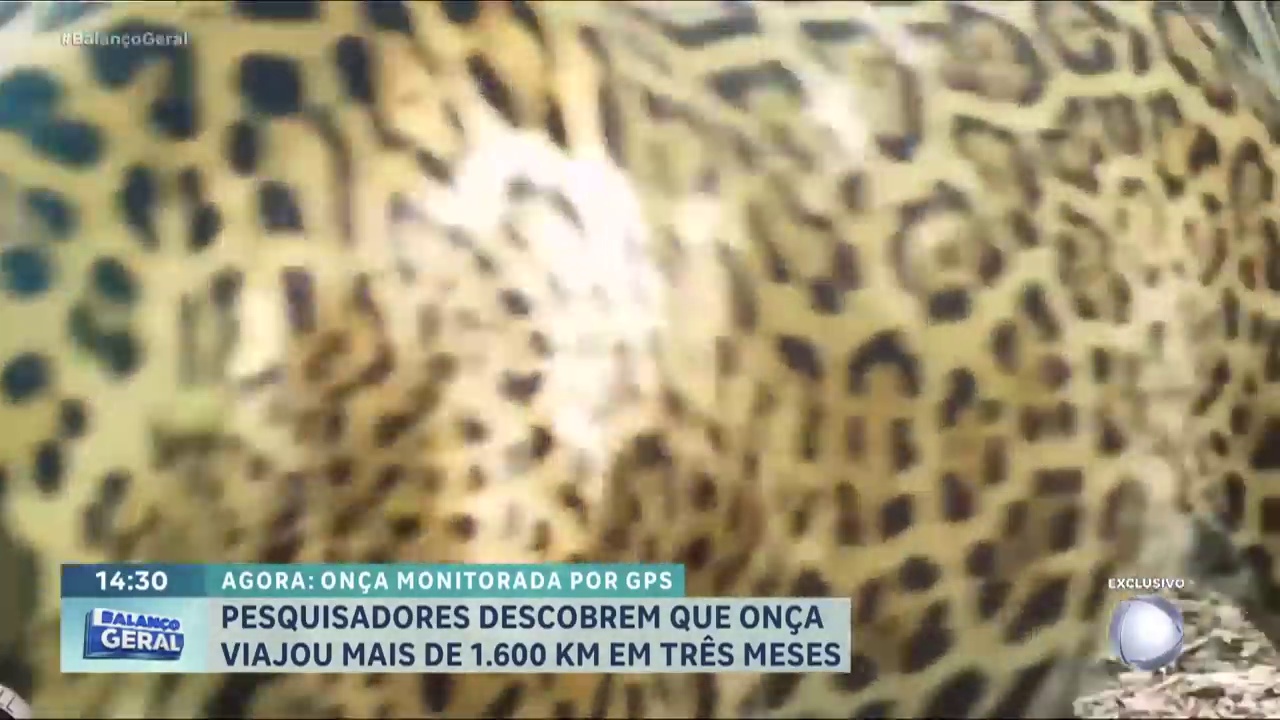 #BalançoGeral
14:30
AGORA: ONÇA MONITORADA POR GPS
BALANÇO
GERAL
PESQUISADORES DESCOBREM QUE ONÇA
VIAJOU MAIS DE 1.600 KM EM TRÊS MESES
EXCLUSIVO